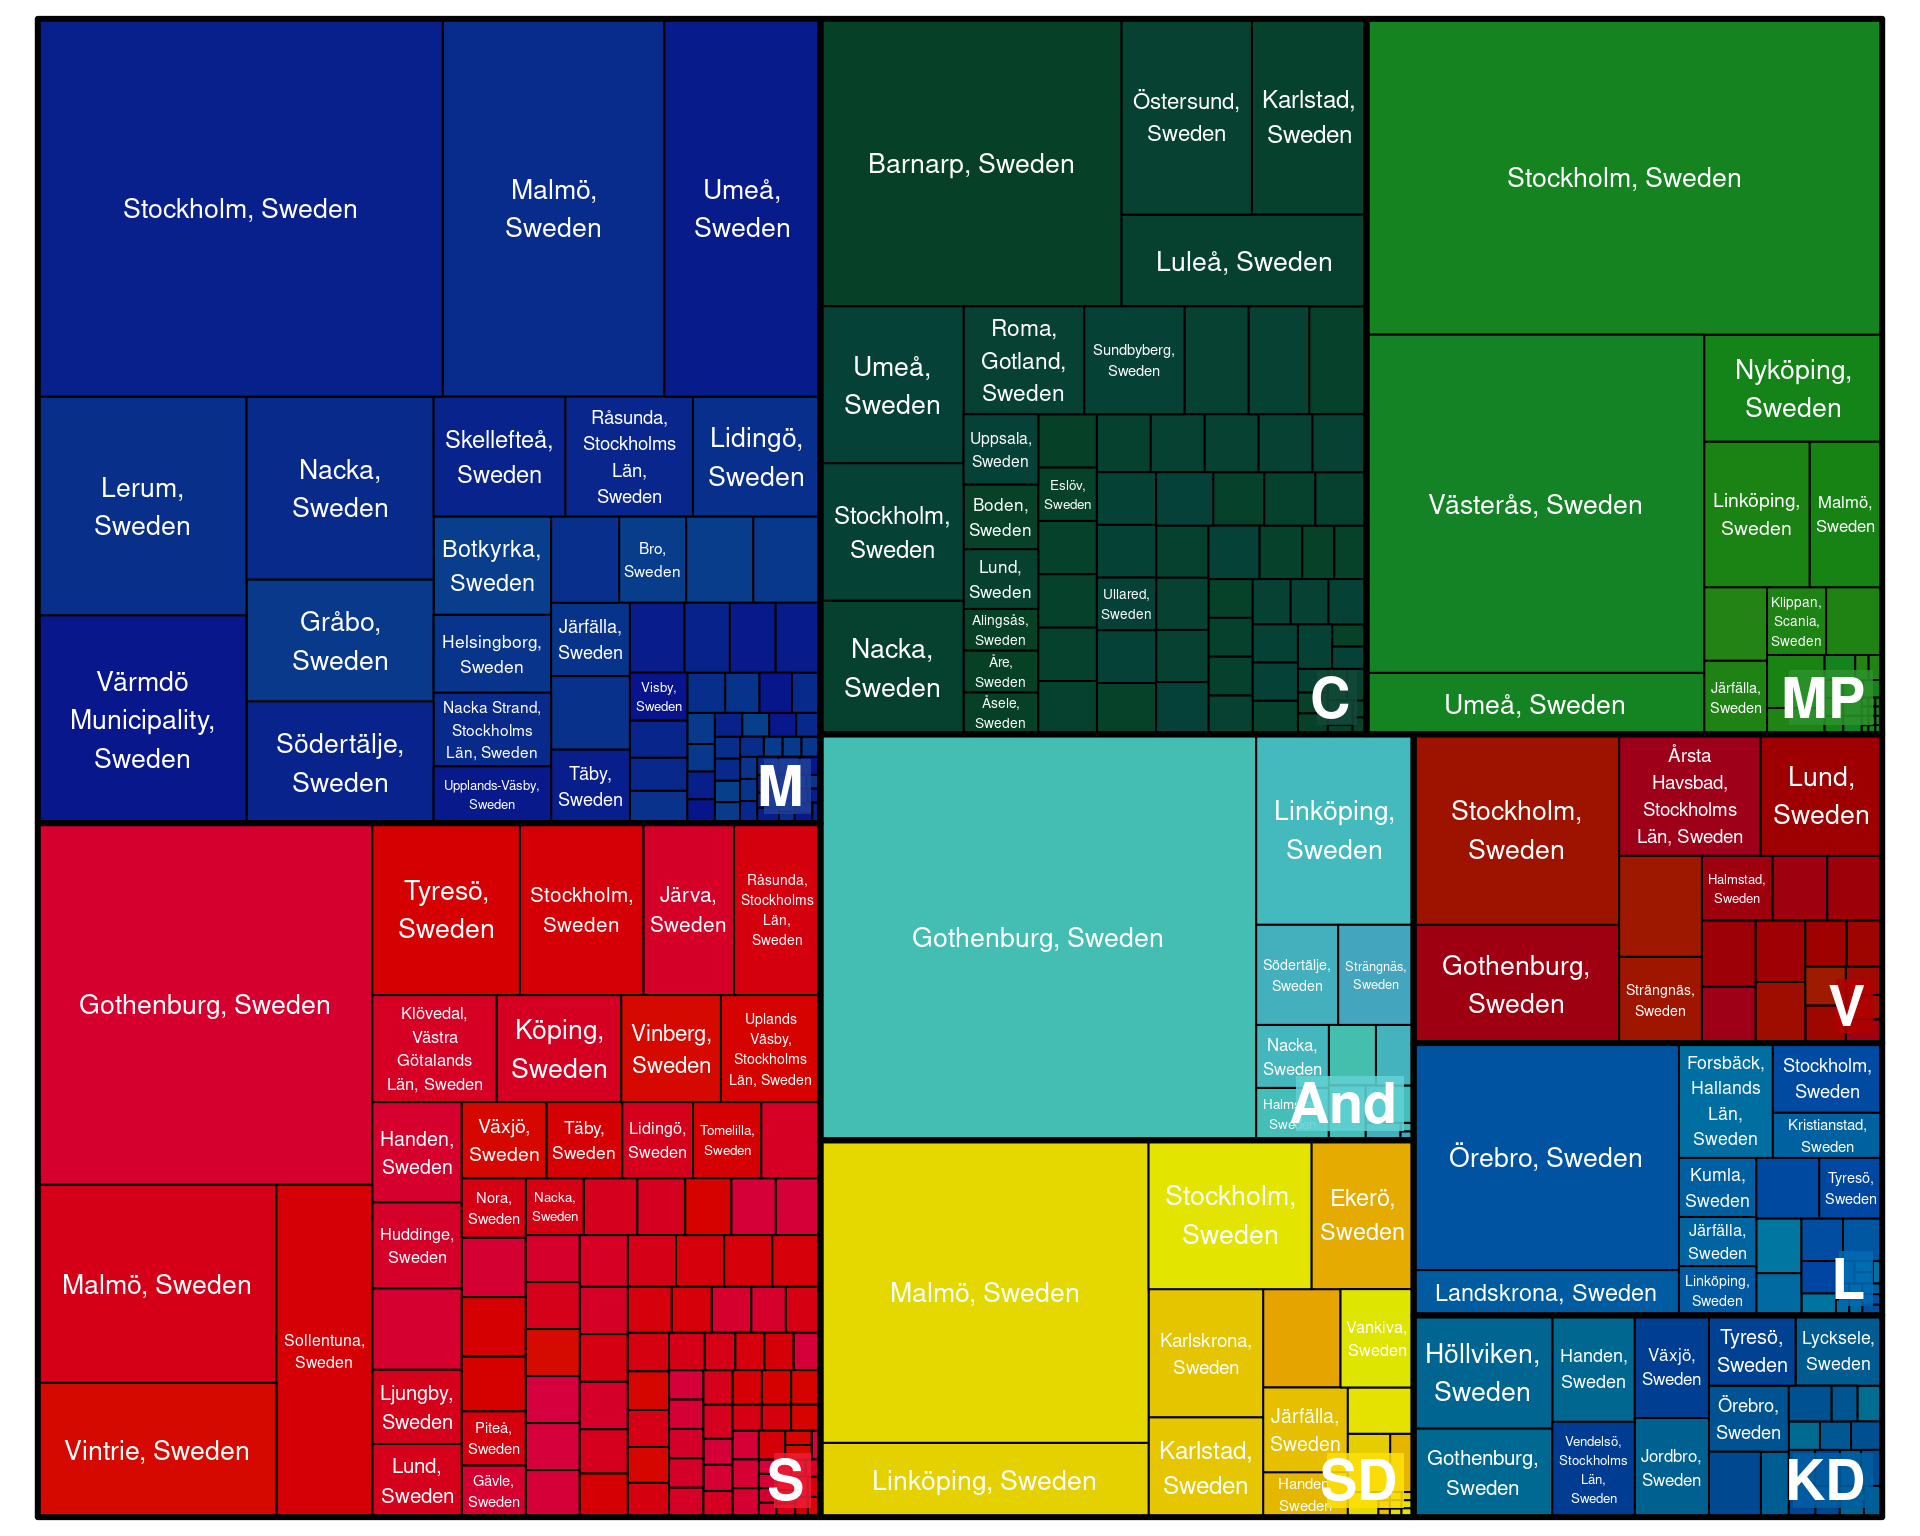 Stockholm, Sweden
Malmö,
Sweden
Umeå,
Sweden
Lerum,
Sweden
Nacka,
Sweden
Skellefteå,
Sweden
Råsunda,
Stockholms
Län,
Sweden
Lidingö,
Sweden
Värmdö
Municipality,
Sweden
Gråbo,
Sweden
Södertälje,
Sweden
Botkyrka,
Sweden
Bro,
Sweden
Helsingborg,
Sweden
Järfälla,
Sweden
Nacka Strand,
Stockholms
Län, Sweden
Visby,
Sweden
Upplands-Väsby,
Sweden
Täby,
Sweden
M
Barnarp, Sweden
Östersund,
Sweden
Karlstad,
Sweden
Luleå, Sweden
Umeå,
Sweden
Roma,
Gotland,
Sweden
Sundbyberg,
Sweden
Stockholm,
Sweden
Uppsala,
Sweden
Eslöv,
Sweden
Boden,
Sweden
Lund,
Sweden
Ullared,
Sweden
Nacka,
Sweden
Alingsås,
Sweden
Åre,
Sweden
Åsele,
Sweden
C
Stockholm, Sweden
Västerås, Sweden
Nyköping,
Sweden
Linköping,
Sweden
Malmö,
Sweden
Klippan,
Scania,
Sweden
Järfälla,
Sweden
Umeå, Sweden
MP
Gothenburg, Sweden
Tyresö,
Sweden
Stockholm,
Sweden
Järva,
Sweden
Råsunda,
Stockholms
Län,
Sweden
Klövedal,
Västra
Götalands
Län, Sweden
Köping,
Sweden
Vinberg,
Sweden
Uplands
Väsby,
Stockholms
Län, Sweden
Handen,
Sweden
Växjö,
Sweden
Täby,
Sweden
Lidingö,
Sweden
Tomelilla,
Sweden
Malmö, Sweden
Sollentuna,
Sweden
Huddinge,
Sweden
Nora,
Sweden
Nacka,
Sweden
Vintrie, Sweden
Ljungby,
Sweden
Piteå,
Sweden
Lund,
Sweden
Gävle,
Sweden
S
Gothenburg, Sweden
Linköping,
Sweden
Södertälje,
Sweden
Strängnäs,
Sweden
Nacka,
Sweden
And
Malmö, Sweden
Stockholm,
Sweden
Ekerö,
Sweden
Karlskrona,
Sweden
Vankiva,
Sweden
Järfälla,
Sweden
Linköping, Sweden
Karlstad,
Sweden
Handen,
Sweden
SD
Stockholm,
Sweden
Årsta
Havsbad,
Stockholms
Län, Sweden
Lund,
Sweden
Halmstad,
Sweden
Gothenburg,
Sweden
Strängnäs,
Sweden
V
Örebro, Sweden
Forsbäck,
Hallands
Län,
Sweden
Stockholm,
Sweden
Kristianstad,
Sweden
Kumla,
Sweden
Tyresö,
Sweden
Järfälla,
Sweden
Landskrona, Sweden
Linköping,
Sweden
L
Höllviken,
Sweden
Handen,
Sweden
Växjö,
Sweden
Tyresö,
Sweden
Lycksele,
Sweden
Örebro,
Sweden
Gothenburg,
Sweden
Vendelsö,
Stockholms
Län,
Sweden
Jordbro,
Sweden
KD